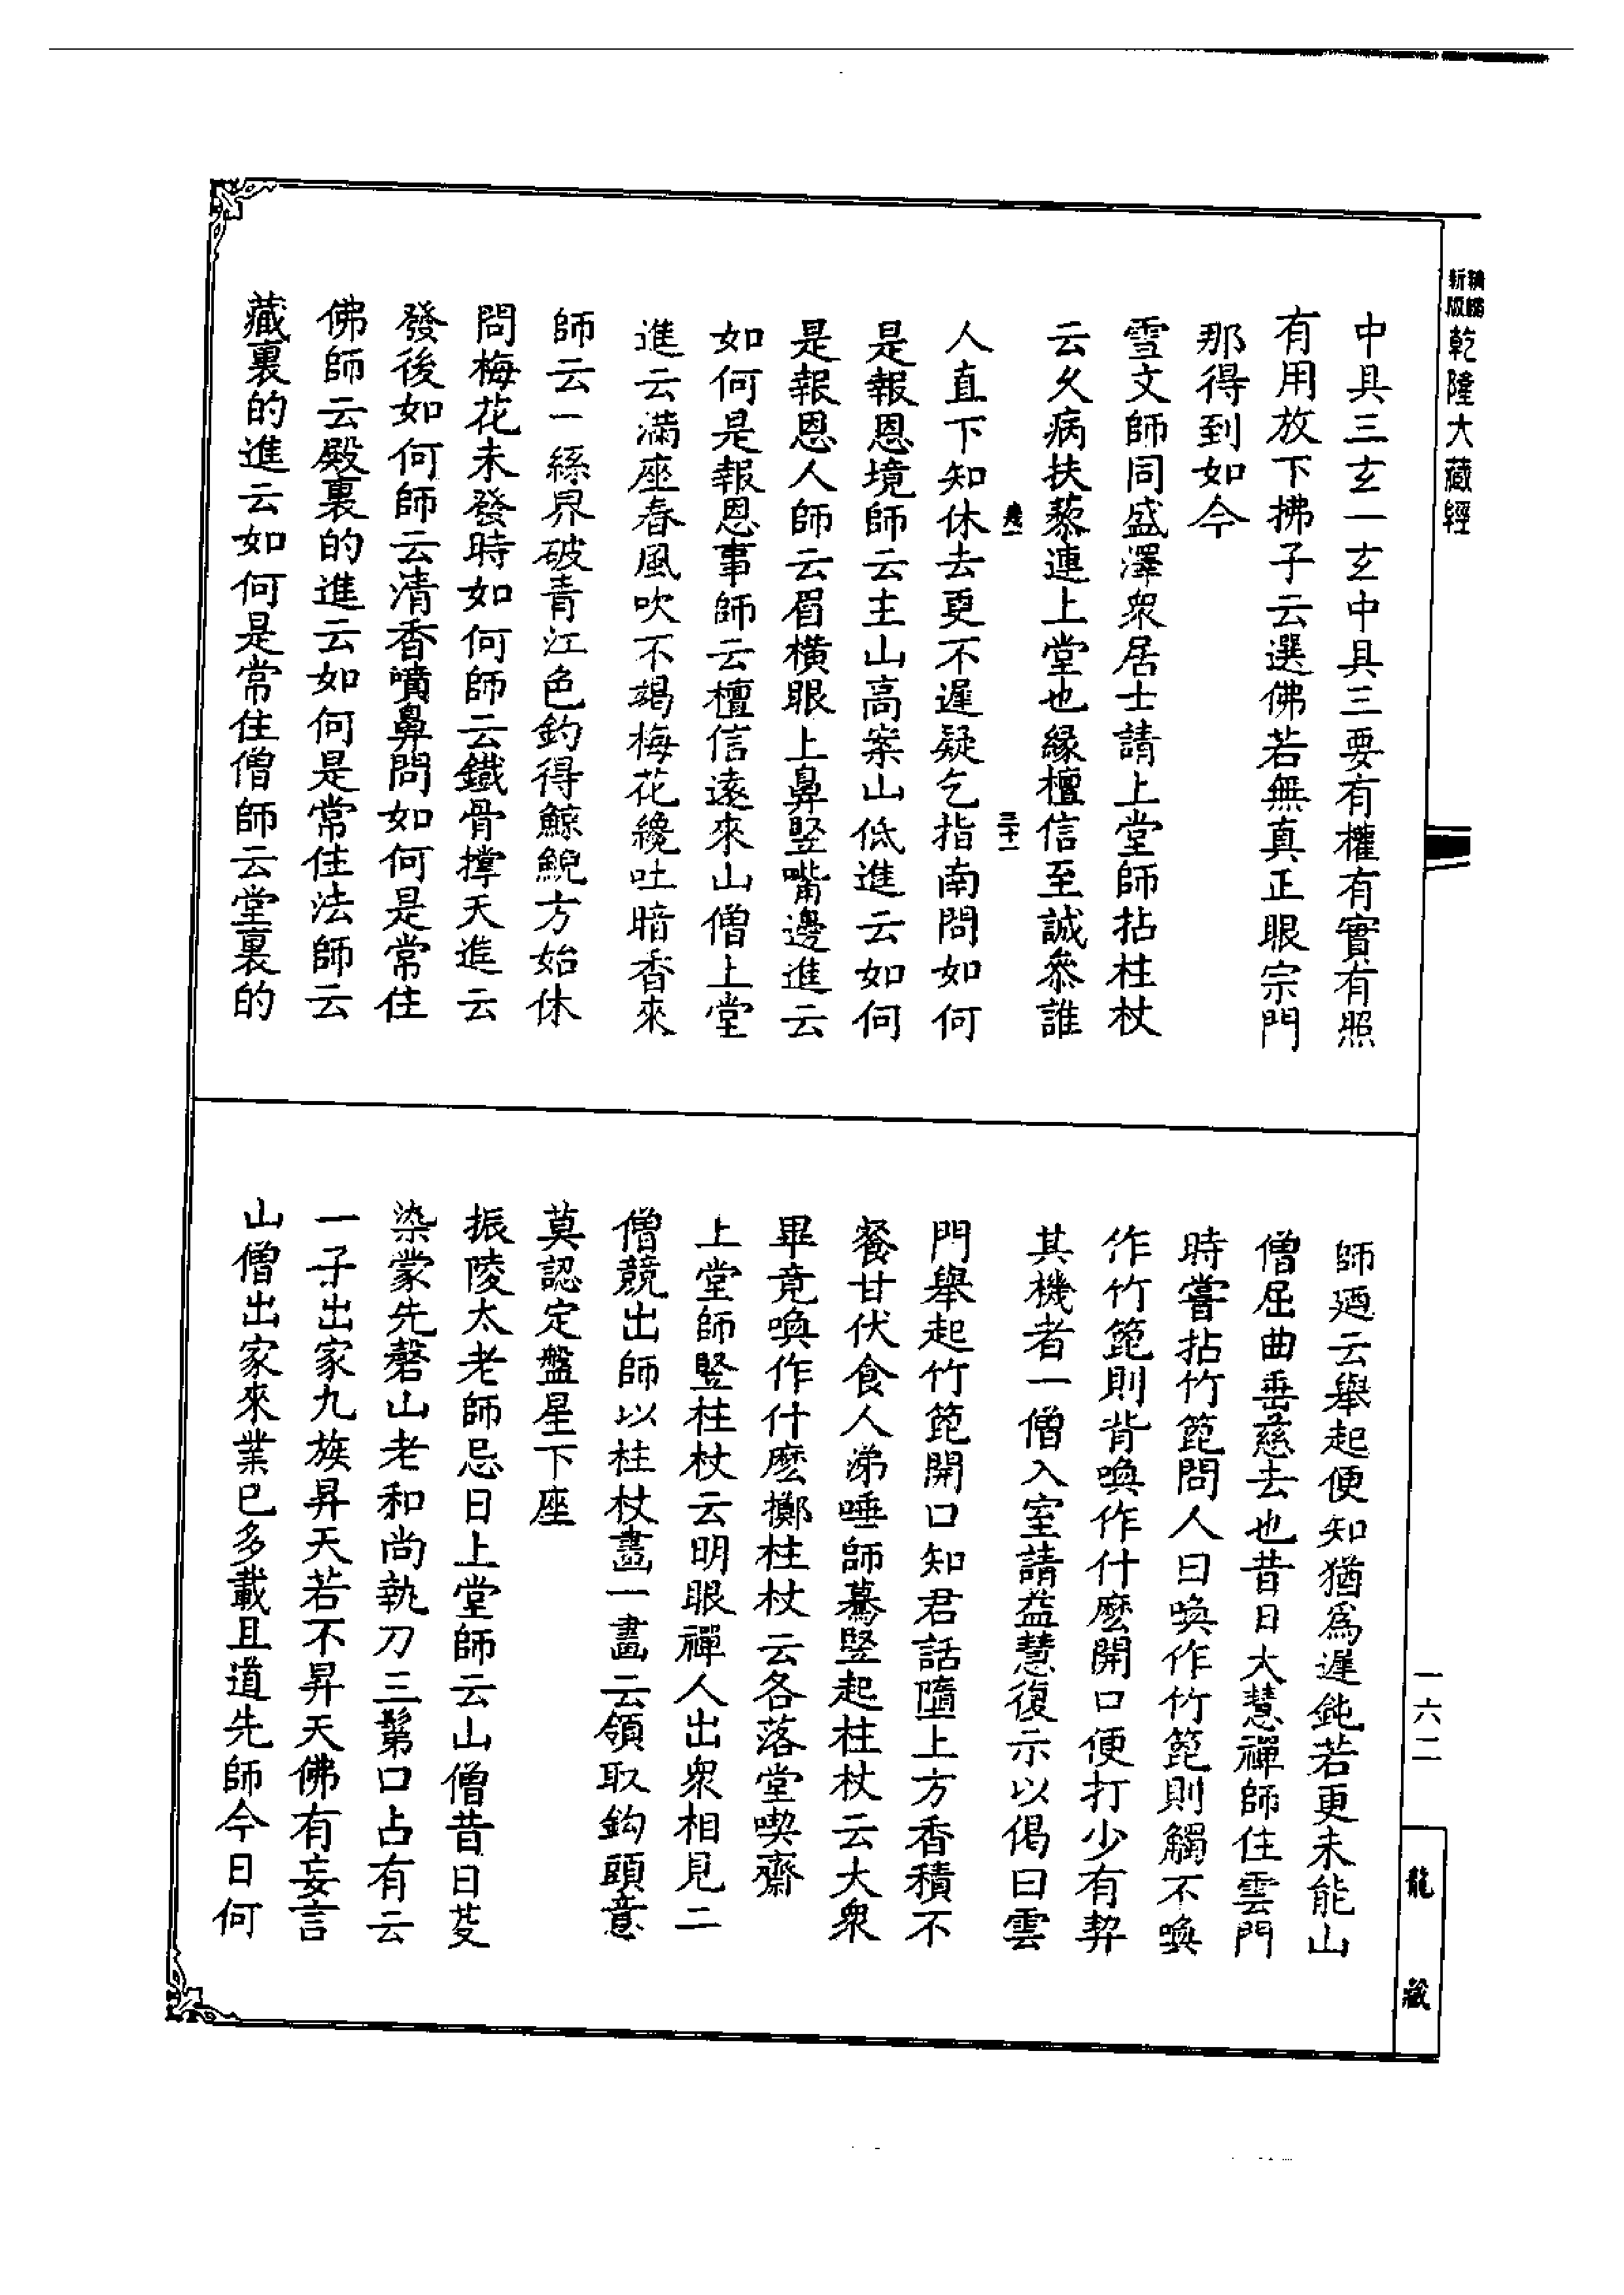 新版
精縮
乾隆大藏經
中具三玄一玄中具三要有權有實有照
有用放下拂子云選佛若無真正眼宗門
那得到如今
雪文師同盛澤衆居士請上堂師拈柱杖
云久病扶藜連上堂也緣檀信至誠叅誰
人直下知休去更不遲疑乞指南問如何
是報恩境師云主山高案山低進云如何
是報恩人師云眉橫眼上鼻竪嘴邊進云
如何是報恩事師云檀信遠來山僧上堂
進云滿座春風吹不竭梅花纔吐暗香來
師云一絲界破青江色釣得鯨鯢方始休
問梅花未發時如何師云鐵骨撑天進云
發後如何師云清香噴鼻問如何是常住
佛師云殿裏的進云如何是常住法師云
藏裏的進云如何是常住僧師云堂裏的
師廼云舉起便知猶爲遲鈍若更未能山
僧屈曲垂慈去也昔日大慧禪師住雲門
時嘗拈竹篦問人曰喚作竹篦則觸不喚
作竹篦則背喚作什麽開口便打少有契
其機者一僧入室請益慧復示以偈曰雲
門舉起竹篦開口知君話墮上方香積不
餐甘伏食人涕唾師驀竪起柱杖云大衆
畢竟喚作什麽擲柱杖云各落堂喫齋
上堂師竪柱杖云明眼禪人出衆相見二
僧競出師以柱杖畫一畫云領取鈎頭意
莫認定盤星下座
振陵太老師忌日上堂師云山僧昔日芟
染蒙先磬山老和尚執刀三鬀口占有云
一子出家九族昇天若不昇天佛有妄言
山僧出家來業已多載且道先師今日何
一六二
龍藏